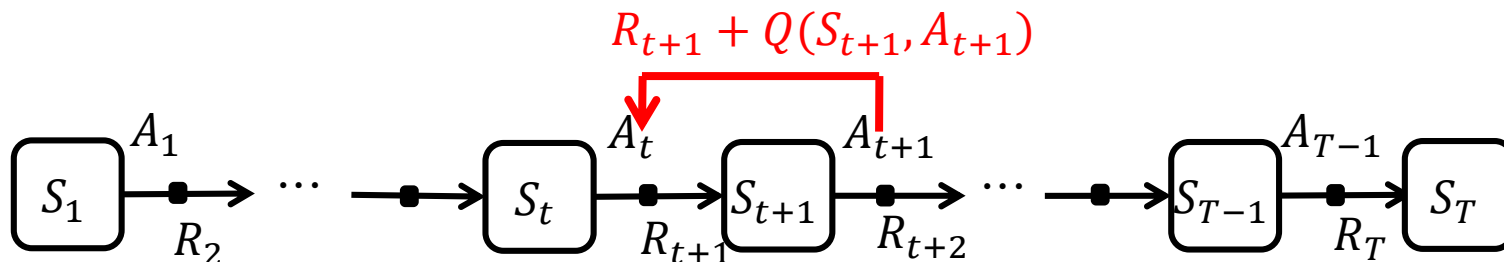 R_{t+1} + Q(S_{t+1}, A_{t+1})
A_1 A_t A_{t+1} A_{T-1}
S_1 ... S_t S_{t+1} ... S_{T-1} S_T
R_2 R_{t+1} R_{t+2} R_T